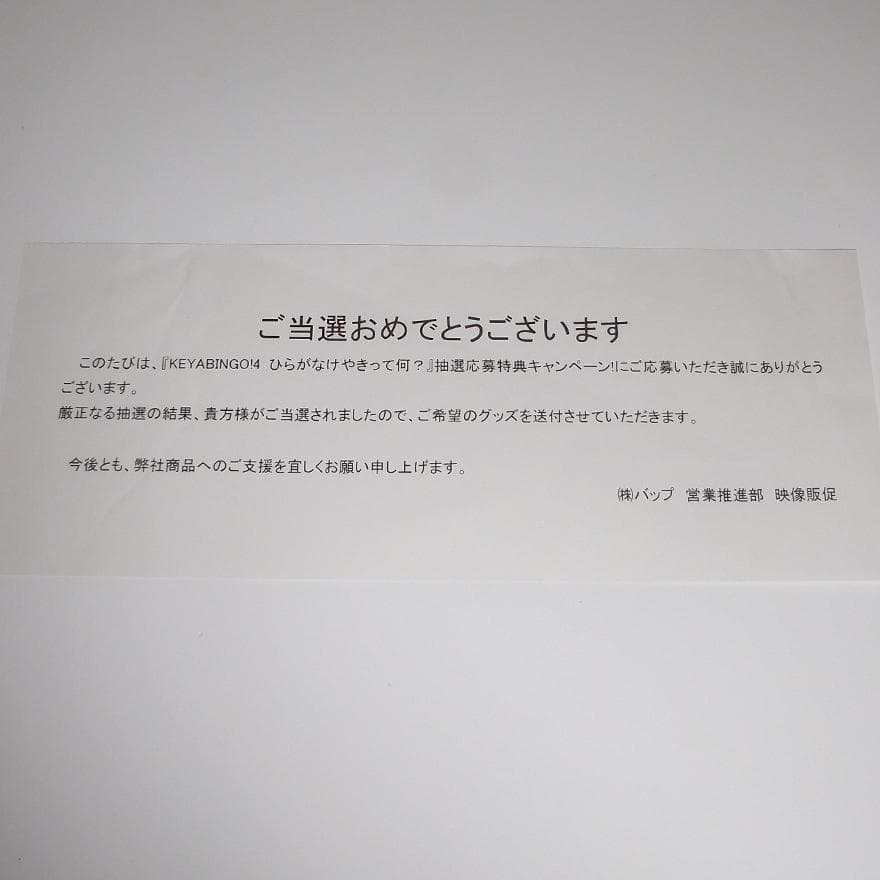 ご当選おめでとうございます
このたびは、『KEYABINGO!4 ひらがなけやきって何？』抽選応募特典キャンペーン!にご応募いただき誠にありがとう
ございます。
厳正なる抽選の結果、貴方様がご当選されましたので、ご希望のグッズを送付させていただきます。
今後とも、弊社商品へのご支援を宜しくお願い申し上げます。
㈱バップ 営業推進部 映像販促